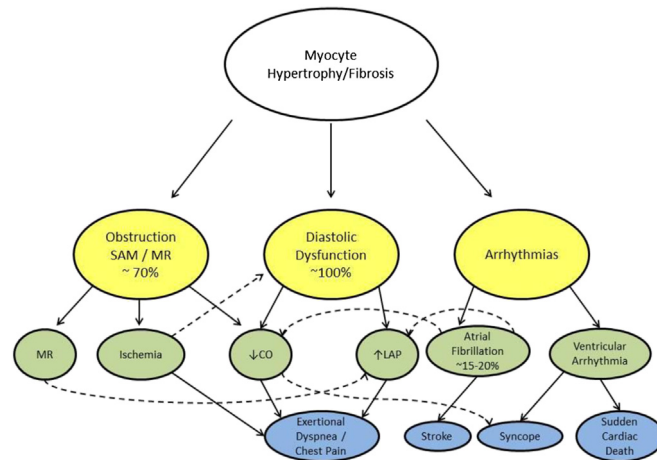 Myocyte
Hypertrophy/Fibrosis
Obstruction
SAM / MR
~ 70%
Diastolic
Dysfunction
~100%
Arrhythmias
MR
Ischemia
↓CO
↑LAP
Atrial
Fibrillation
~15-20%
Ventricular
Arrhythmia
Exertional
Dyspnea /
Chest Pain
Stroke
Syncope
Sudden
Cardiac
Death